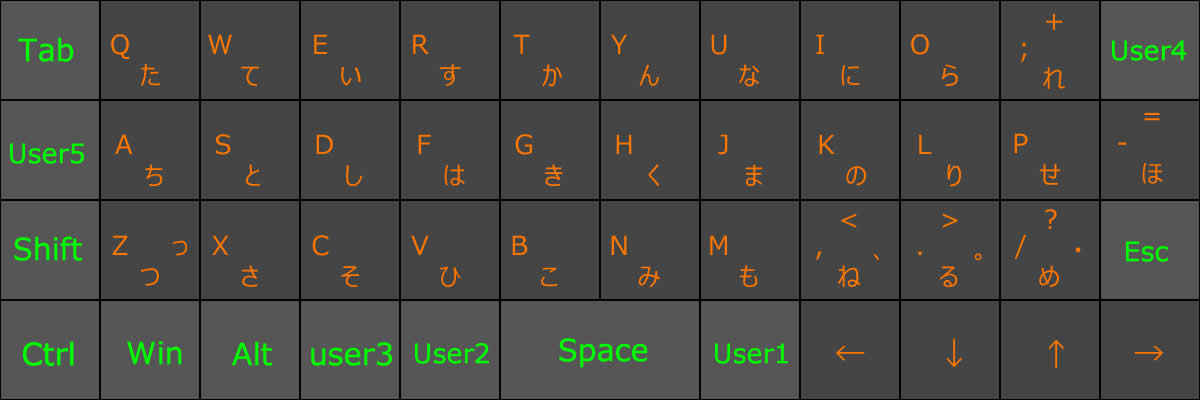 Tab Q た W て E い R す T か Y ん U な I に O ら + ; れ User4
User5 A ち S と D し F は G き H く J ま K の L り P せ = - ほ
Shift Z っ つ X さ C そ V ひ B こ N み M も < , 、 ね > . 。 る ? / ・ め Esc
Ctrl Win Alt user3 User2 Space User1 ← ↓ ↑ →